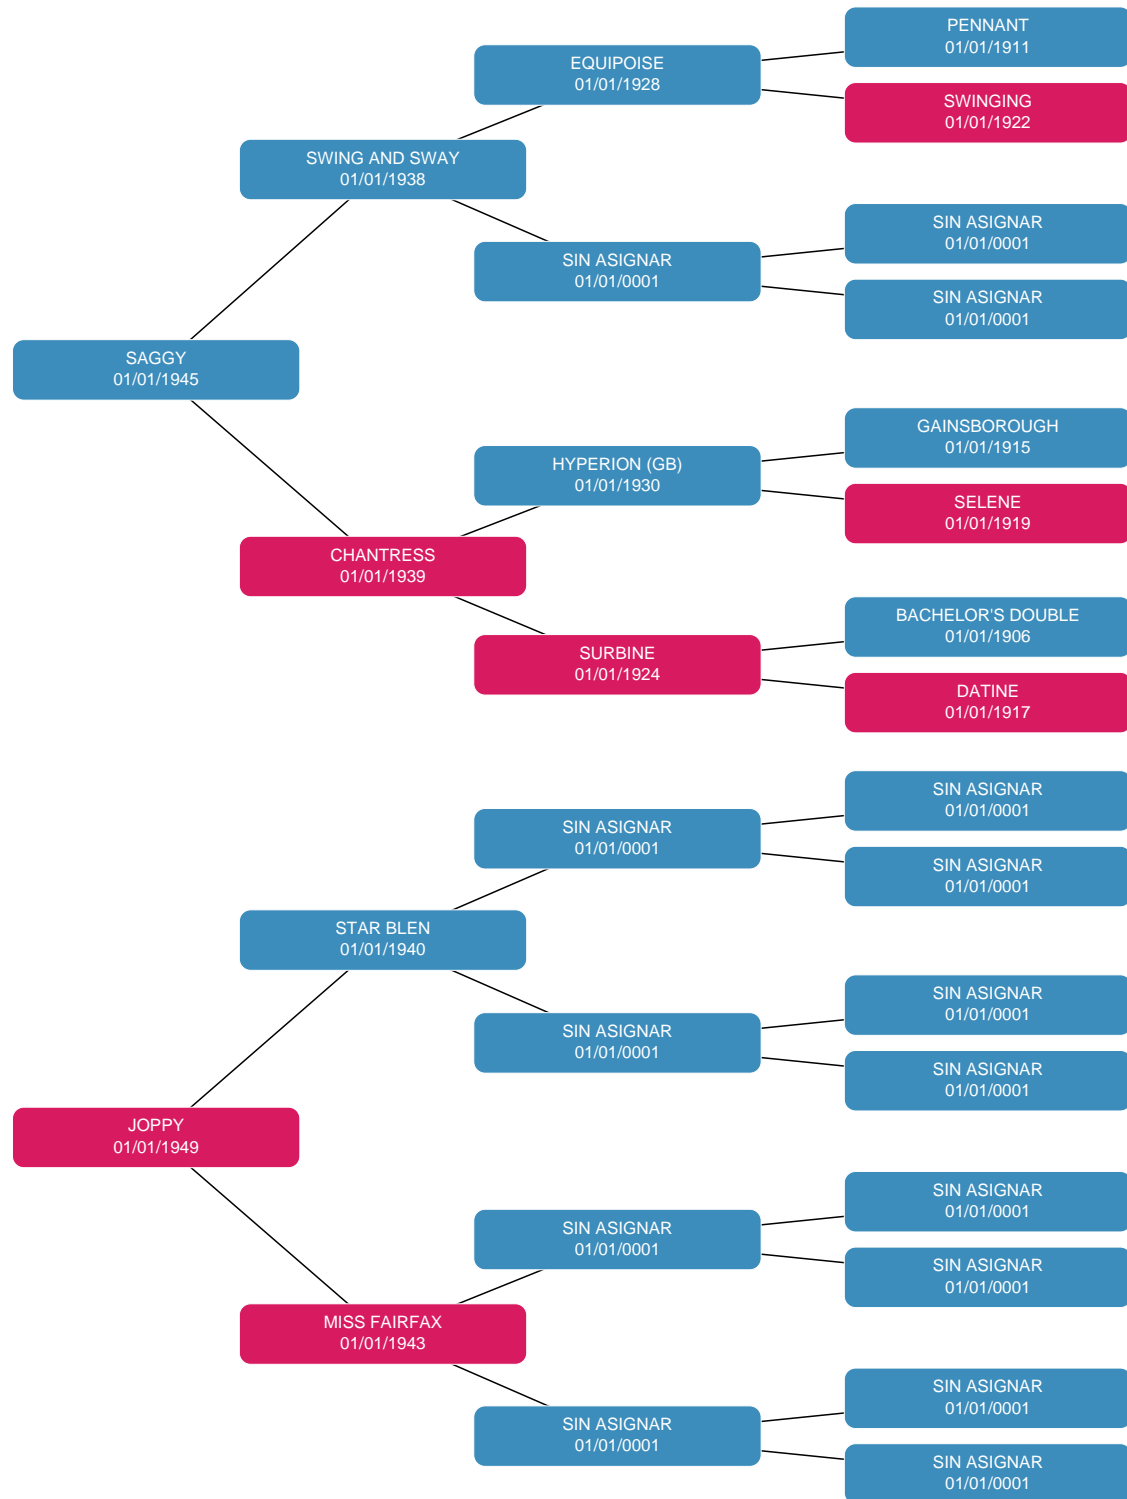 PENNANT
01/01/1911
EQUIPOISE
01/01/1928
SWINGING
01/01/1922
SWING AND SWAY
01/01/1938
SIN ASIGNAR
01/01/0001
SIN ASIGNAR
01/01/0001
SIN ASIGNAR
01/01/0001
SAGGY
01/01/1945
GAINSBOROUGH
01/01/1915
HYPERION (GB)
01/01/1930
SELENE
01/01/1919
CHANTRESS
01/01/1939
BACHELOR'S DOUBLE
01/01/1906
SURBINE
01/01/1924
DATINE
01/01/1917
SIN ASIGNAR
01/01/0001
SIN ASIGNAR
01/01/0001
SIN ASIGNAR
01/01/0001
STAR BLEN
01/01/1940
SIN ASIGNAR
01/01/0001
SIN ASIGNAR
01/01/0001
SIN ASIGNAR
01/01/0001
JOPPY
01/01/1949
SIN ASIGNAR
01/01/0001
SIN ASIGNAR
01/01/0001
SIN ASIGNAR
01/01/0001
MISS FAIRFAX
01/01/1943
SIN ASIGNAR
01/01/0001
SIN ASIGNAR
01/01/0001
SIN ASIGNAR
01/01/0001